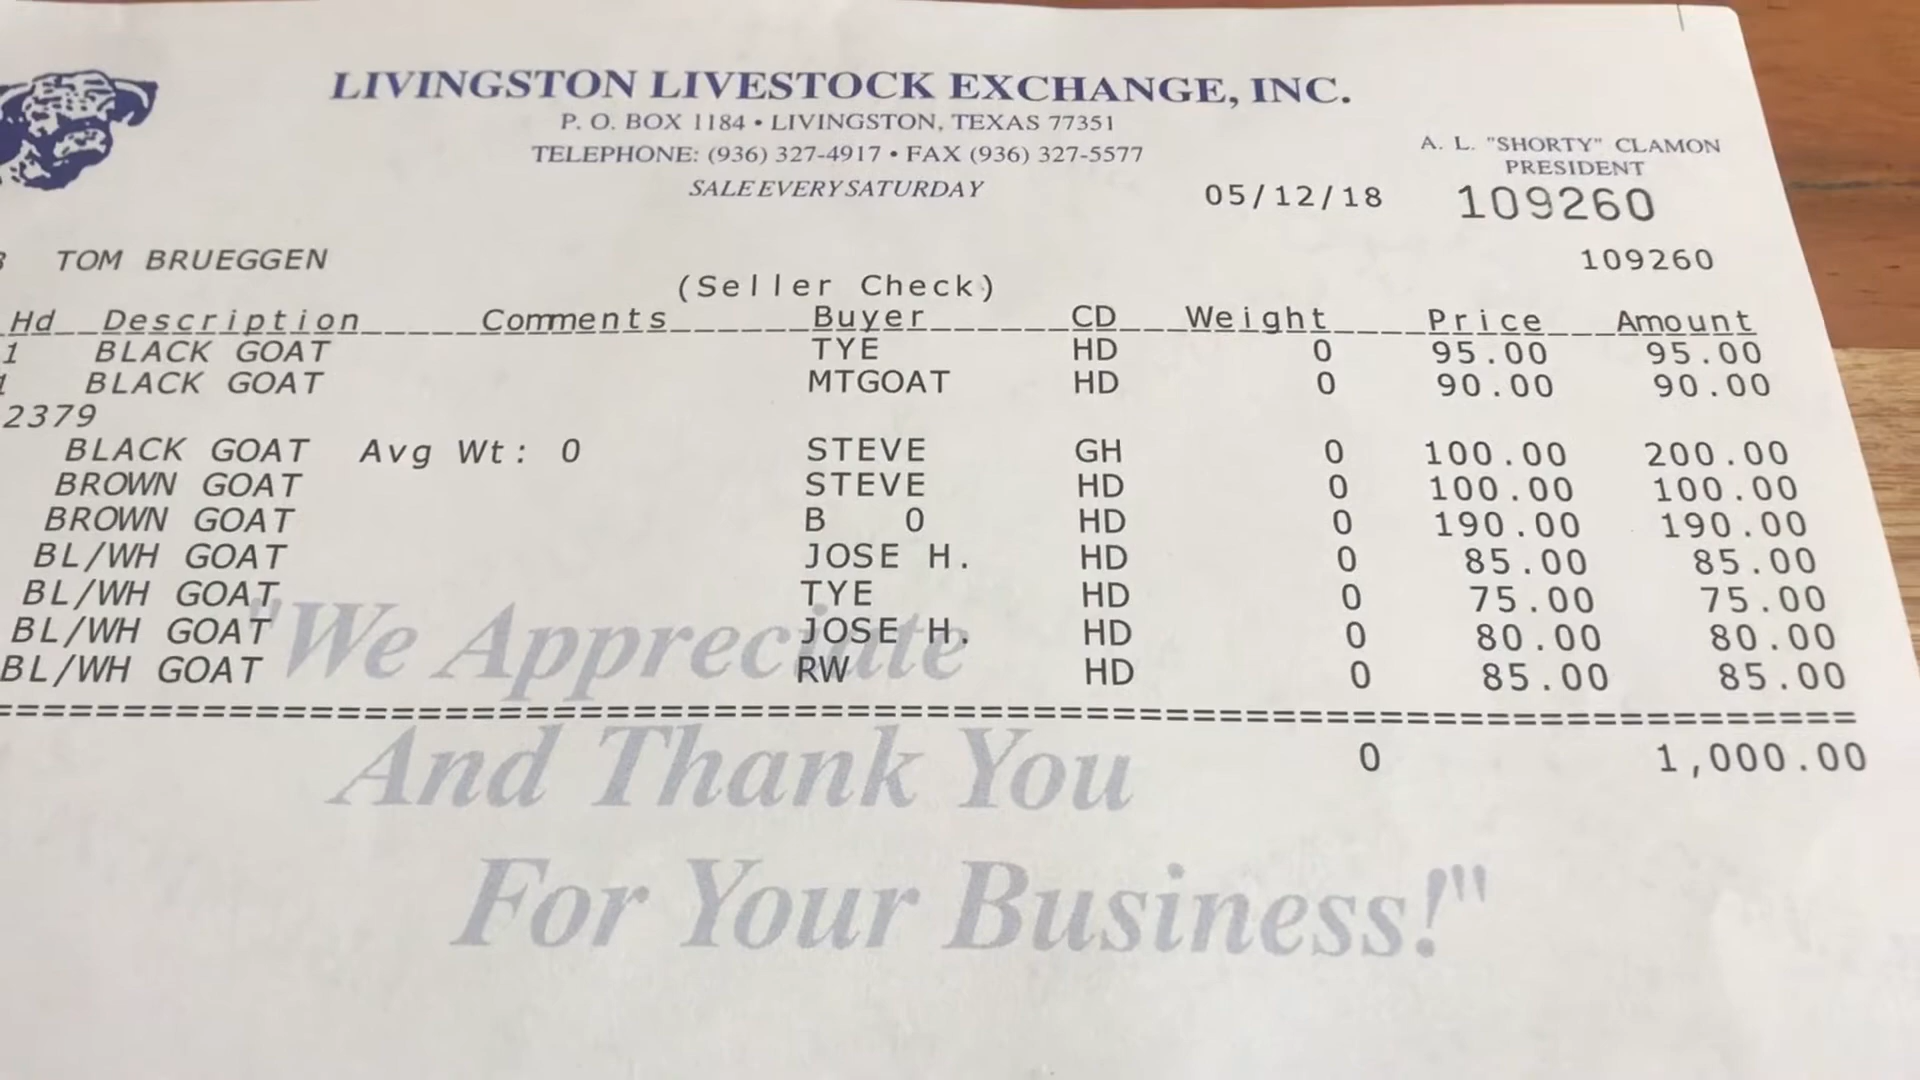 LIVINGSTON LIVESTOCK EXCHANGE, INC.
P. O. BOX 1184 • LIVINGSTON, TEXAS 77351
TELEPHONE: (936) 327-4917 • FAX (936) 327-5577
SALE EVERY SATURDAY
A. L. "SHORTY" CLAMON
PRESIDENT
05/12/18 109260
TOM BRUEGGEN 109260
(Seller Check)
Hd Description Comments Buyer CD Weight Price Amount
1 BLACK GOAT TYE HD 0 95.00 95.00
1 BLACK GOAT MTGOAT HD 0 90.00 90.00
2379
BLACK GOAT Avg Wt: 0 STEVE GH 0 100.00 200.00
BROWN GOAT STEVE HD 0 100.00 100.00
BROWN GOAT B O HD 0 190.00 190.00
BL/WH GOAT JOSE H. HD 0 85.00 85.00
BL/WH GOAT TYE HD 0 75.00 75.00
BL/WH GOAT JOSE H. HD 0 80.00 80.00
BL/WH GOAT RW HD 0 85.00 85.00
0 1,000.00
"We Appreciate
And Thank You
For Your Business!"